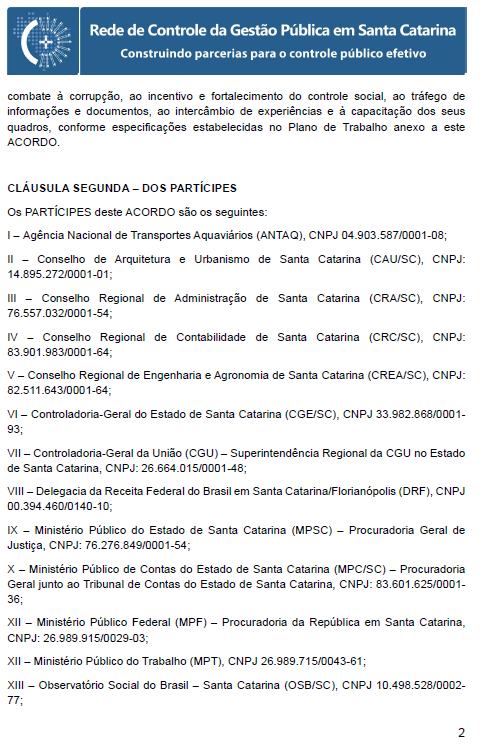 Rede de Controle da Gestão Pública em Santa Catarina
Construindo parcerias para o controle público efetivo
combate à corrupção, ao incentivo e fortalecimento do controle social, ao tráfego de
informações e documentos, ao intercâmbio de experiências e à capacitação dos seus
quadros, conforme especificações estabelecidas no Plano de Trabalho anexo a este
ACORDO.
CLÁUSULA SEGUNDA – DOS PARTÍCIPES
Os PARTÍCIPES deste ACORDO são os seguintes:
I – Agência Nacional de Transportes Aquaviários (ANTAQ), CNPJ 04.903.587/0001-08;
II – Conselho de Arquitetura e Urbanismo de Santa Catarina (CAU/SC), CNPJ:
14.895.272/0001-01;
III – Conselho Regional de Administração de Santa Catarina (CRA/SC), CNPJ:
76.557.032/0001-54;
IV – Conselho Regional de Contabilidade de Santa Catarina (CRC/SC), CNPJ:
83.901.983/0001-64;
V – Conselho Regional de Engenharia e Agronomia de Santa Catarina (CREA/SC), CNPJ:
82.511.643/0001-64;
VI – Controladoria-Geral do Estado de Santa Catarina (CGE/SC), CNPJ 33.982.868/0001-
93;
VII – Controladoria-Geral da União (CGU) – Superintendência Regional da CGU no Estado
de Santa Catarina, CNPJ: 26.664.015/0001-48;
VIII – Delegacia da Receita Federal do Brasil em Santa Catarina/Florianópolis (DRF), CNPJ
00.394.460/0140-10;
IX – Ministério Público do Estado de Santa Catarina (MPSC) – Procuradoria Geral de
Justiça, CNPJ: 76.276.849/0001-54;
X – Ministério Público de Contas do Estado de Santa Catarina (MPC/SC) – Procuradoria
Geral junto ao Tribunal de Contas do Estado de Santa Catarina, CNPJ: 83.601.625/0001-
36;
XII – Ministério Público Federal (MPF) – Procuradoria da República em Santa Catarina,
CNPJ: 26.989.915/0029-03;
XII – Ministério Público do Trabalho (MPT), CNPJ 26.989.715/0043-61;
XIII – Observatório Social do Brasil – Santa Catarina (OSB/SC), CNPJ 10.498.528/0002-
77;
2